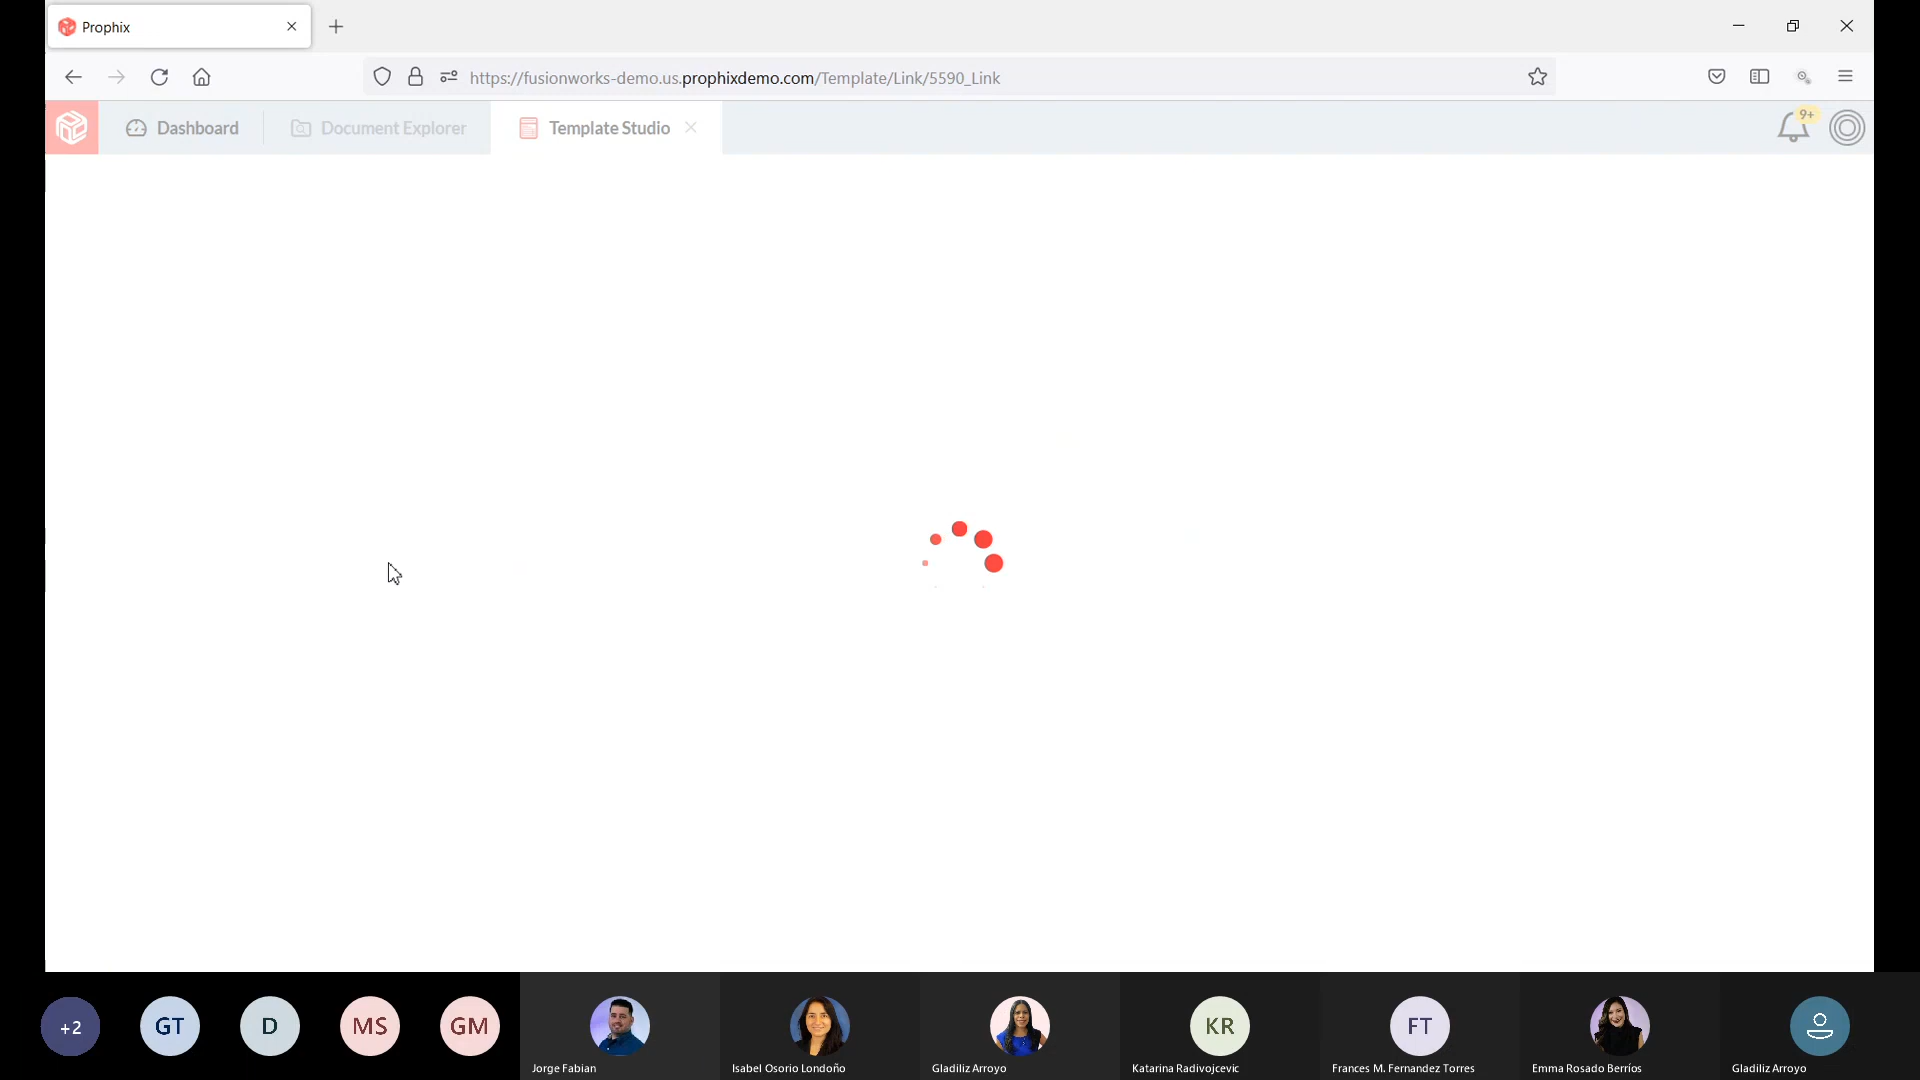 Prophix
https://fusionworks-demo.us.prophixdemo.com/Template/Link/5590_Link
Dashboard
Document Explorer
Template Studio
9+
+2
GT
D
MS
GM
KR
FT
Jorge Fabian
Isabel Osorio Londoño
Gladiliz Arroyo
Katarina Radivojcevic
Frances M. Fernandez Torres
Emma Rosado Berríos
Gladiliz Arroyo